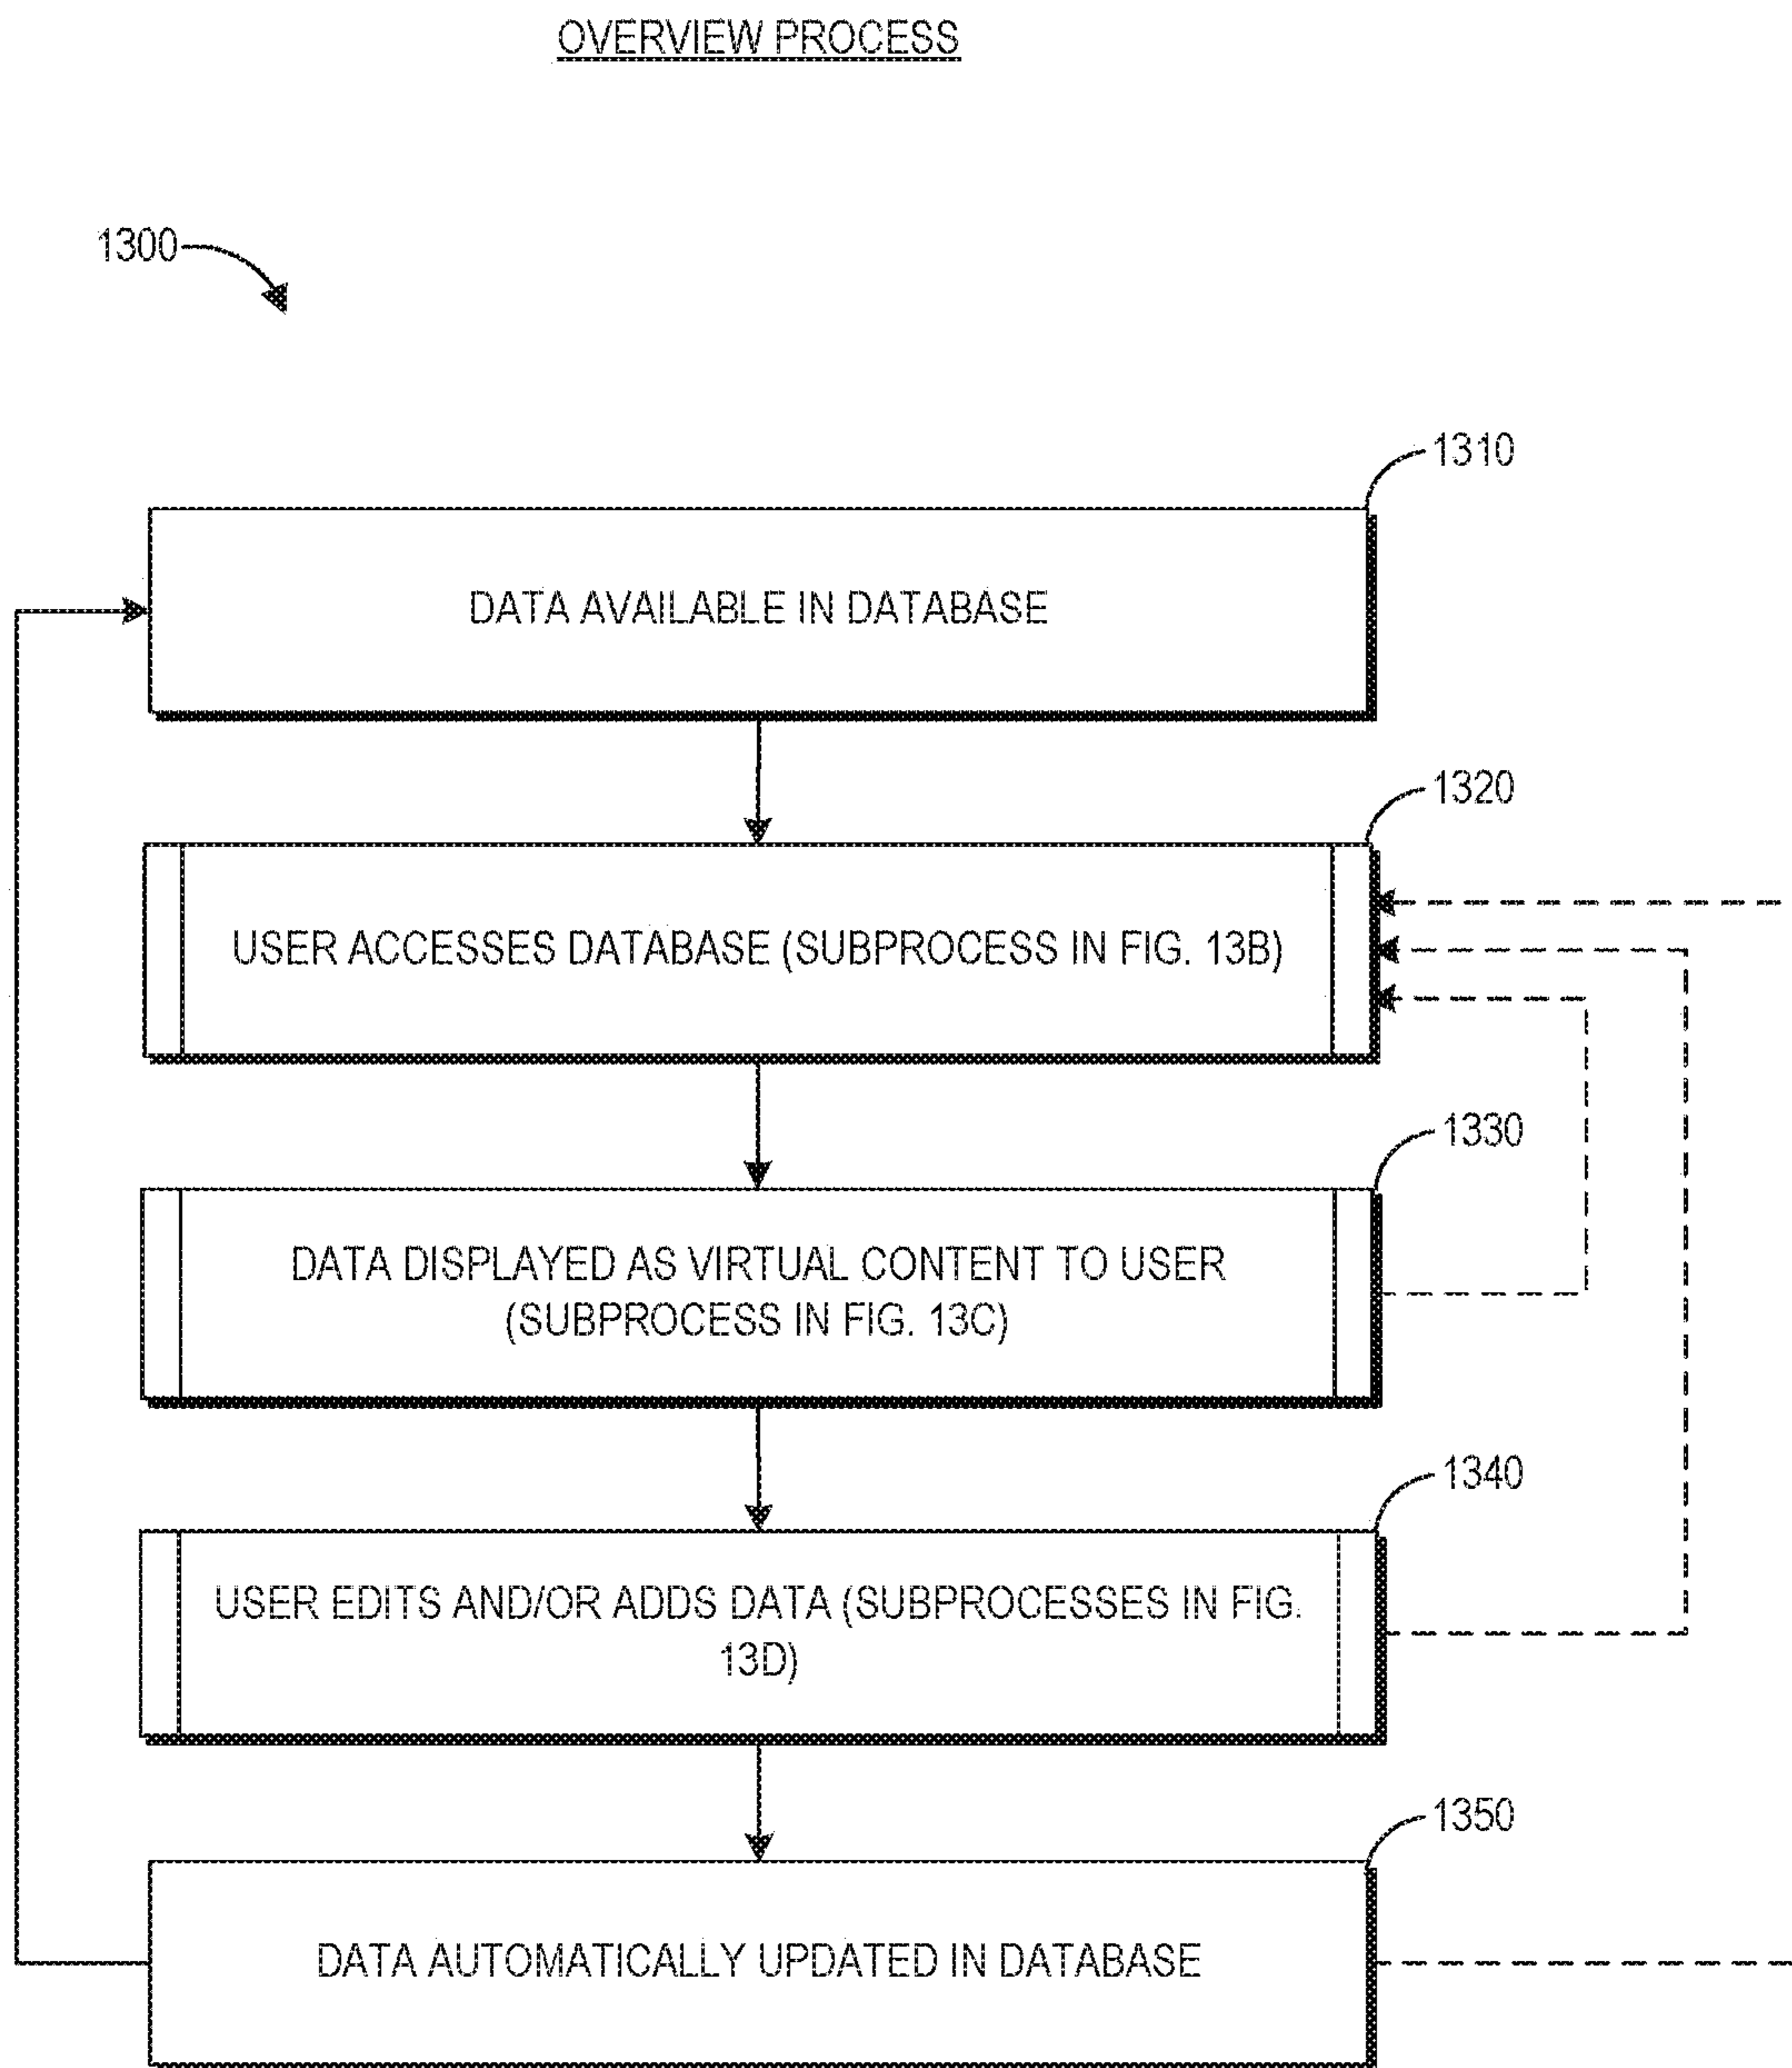 OVERVIEW PROCESS
1300
1310
DATA AVAILABLE IN DATABASE
1320
USER ACCESSES DATABASE (SUBPROCESS IN FIG. 13B)
1330
DATA DISPLAYED AS VIRTUAL CONTENT TO USER
(SUBPROCESS IN FIG. 13C)
1340
USER EDITS AND/OR ADDS DATA (SUBPROCESSES IN FIG.
13D)
1350
DATA AUTOMATICALLY UPDATED IN DATABASE